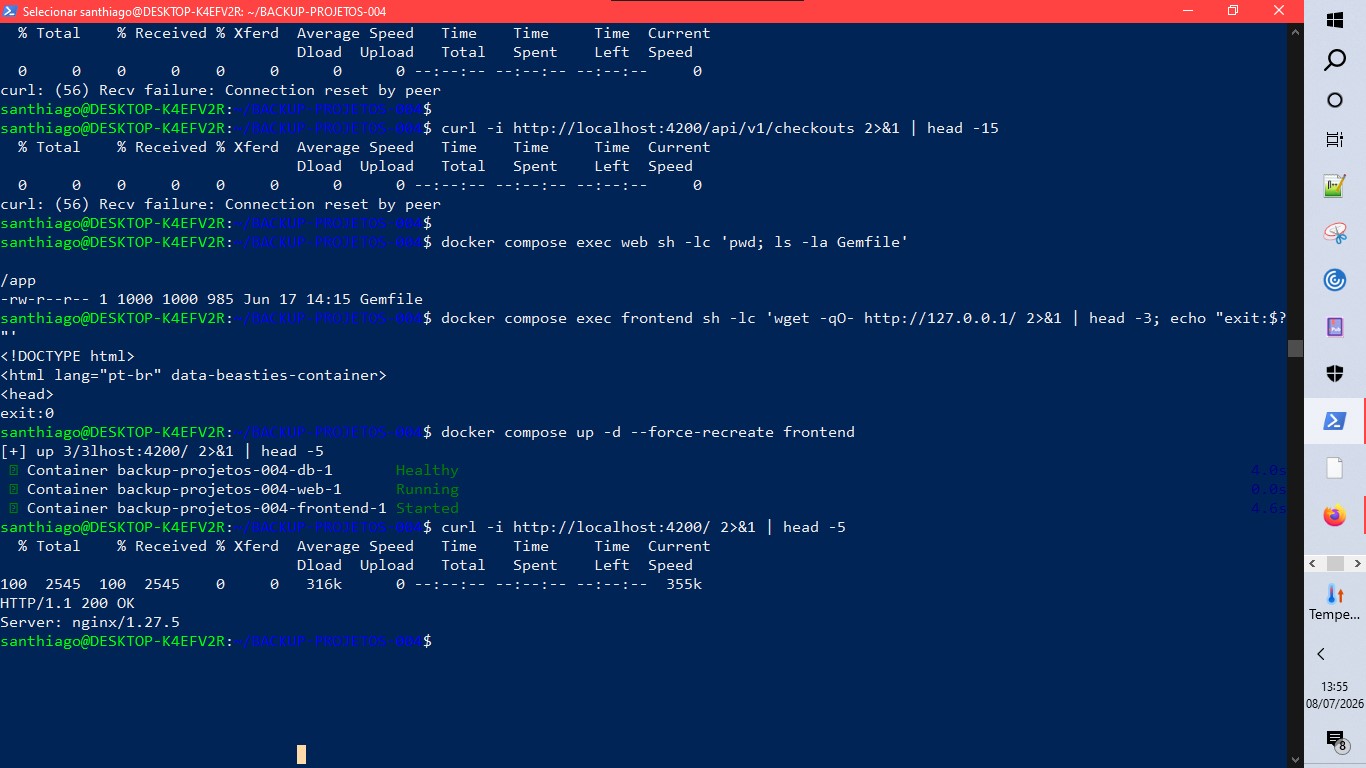 Selecionar santhiago@DESKTOP-K4EFV2R: ~/BACKUP-PROJETOS-004
% Total    % Received % Xferd  Average Speed   Time    Time     Time  Current
Dload  Upload   Total   Spent    Left  Speed
0     0    0     0    0     0      0      0 --:--:-- --:--:-- --:--:--     0
curl: (56) Recv failure: Connection reset by peer
santhiago@DESKTOP-K4EFV2R:~/BACKUP-PROJETOS-004$
santhiago@DESKTOP-K4EFV2R:~/BACKUP-PROJETOS-004$ curl -i http://localhost:4200/api/v1/checkouts 2>&1 | head -15
% Total    % Received % Xferd  Average Speed   Time    Time     Time  Current
Dload  Upload   Total   Spent    Left  Speed
0     0    0     0    0     0      0      0 --:--:-- --:--:-- --:--:--     0
curl: (56) Recv failure: Connection reset by peer
santhiago@DESKTOP-K4EFV2R:~/BACKUP-PROJETOS-004$
santhiago@DESKTOP-K4EFV2R:~/BACKUP-PROJETOS-004$ docker compose exec web sh -lc 'pwd; ls -la Gemfile'
/app
-rw-r--r-- 1 1000 1000 985 Jun 17 14:15 Gemfile
santhiago@DESKTOP-K4EFV2R:~/BACKUP-PROJETOS-004$ docker compose exec frontend sh -lc 'wget -qO- http://127.0.0.1/ 2>&1 | head -3; echo "exit:$?
"'
<!DOCTYPE html>
<html lang="pt-br" data-beasties-container>
<head>
exit:0
santhiago@DESKTOP-K4EFV2R:~/BACKUP-PROJETOS-004$ docker compose up -d --force-recreate frontend
[+] up 3/3lhost:4200/ 2>&1 | head -5
Container backup-projetos-004-db-1       Healthy 4.0s
Container backup-projetos-004-web-1      Running 0.0s
Container backup-projetos-004-frontend-1 Started 4.6s
santhiago@DESKTOP-K4EFV2R:~/BACKUP-PROJETOS-004$ curl -i http://localhost:4200/ 2>&1 | head -5
% Total    % Received % Xferd  Average Speed   Time    Time     Time  Current
Dload  Upload   Total   Spent    Left  Speed
100  2545  100  2545    0     0   316k      0 --:--:-- --:--:-- --:--:--  355k
HTTP/1.1 200 OK
Server: nginx/1.27.5
santhiago@DESKTOP-K4EFV2R:~/BACKUP-PROJETOS-004$
Tempe...
13:55
08/07/2026
8